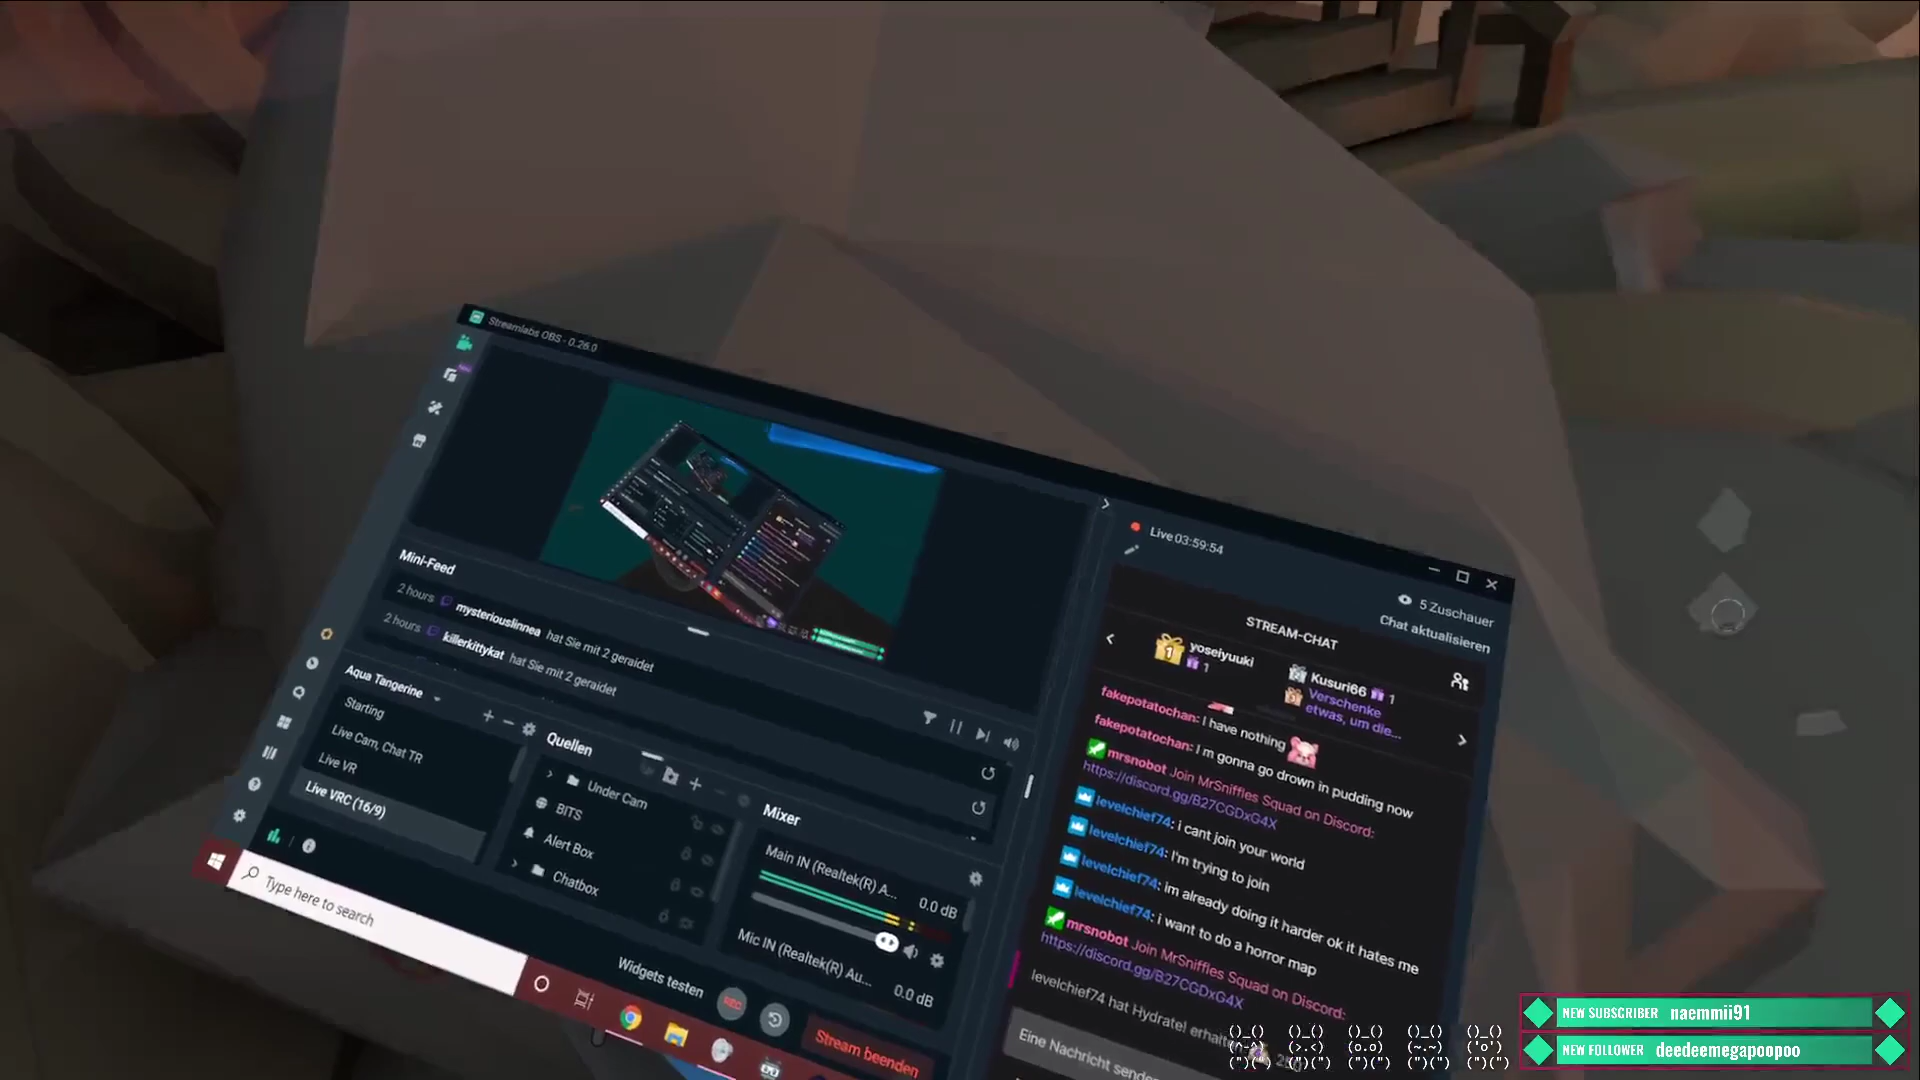 Streamlabs OBS - 0.26.0
Live 03:59:54
5 Zuschauer
Chat aktualisieren
Mini-Feed
2 hours mysteriouslinnea hat Sie mit 2 geraidet
2 hours killerkittykat hat Sie mit 2 geraidet
Aqua Tangerine
Starting
Live Cam, Chat TR
Live VR
Live VRC (16/9)
Quellen
Under Cam
BITS
Alert Box
Chatbox
Mixer
Main IN (Realtek(R) A...
0.0 dB
Mic IN (Realtek(R) Au...
0.0 dB
Widgets testen
REC
Stream beenden
Type here to search
STREAM-CHAT
1 yoseiyuuki
1
Kusuri66 1
Verschenke
etwas, um die...
fakepotatochan: I have nothing
fakepotatochan: I m gonna go drown in pudding now
mrsnobot Join MrSniffles Squad on Discord:
https://discord.gg/B27CGDxG4X
levelchief74: i cant join your world
levelchief74: I'm trying to join
levelchief74: im already doing it harder ok it hates me
levelchief74: i want to do a horror map
mrsnobot Join MrSniffles Squad on Discord:
https://discord.gg/B27CGDxG4X
levelchief74 hat Hydrate! erhalten
Eine Nachricht senden
NEW SUBSCRIBER naemmii91
NEW FOLLOWER deedeemegapoopoo